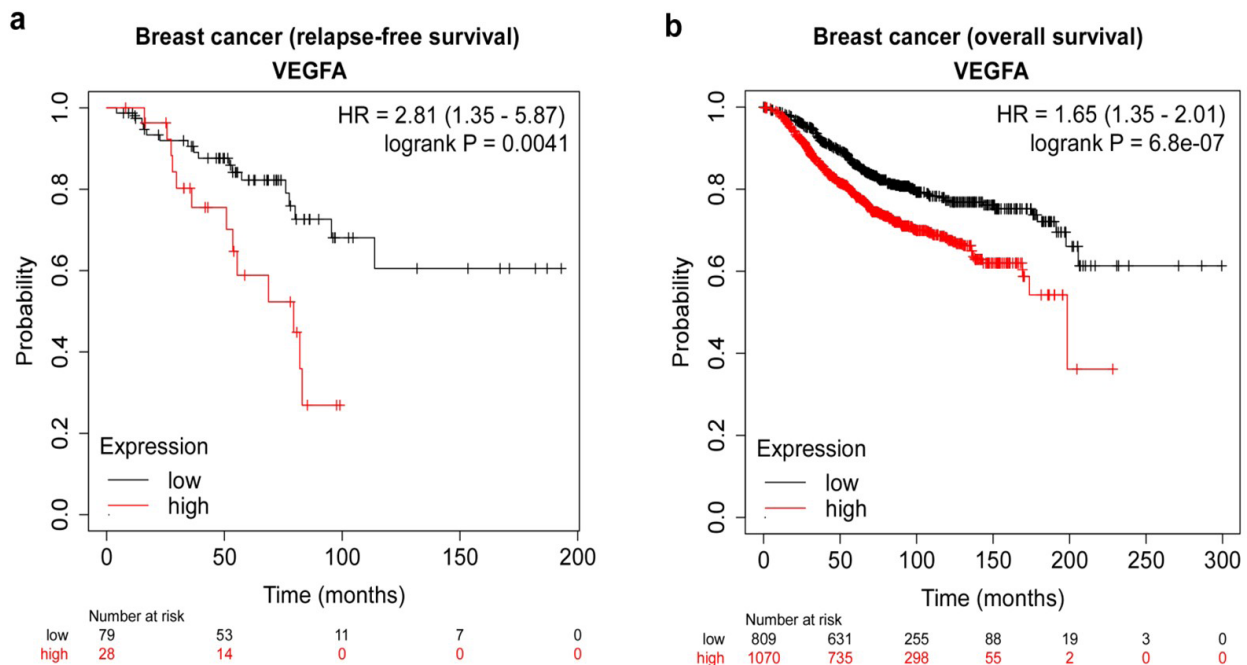 a
Breast cancer (relapse-free survival)
VEGFA
HR = 2.81 (1.35 - 5.87)
logrank P = 0.0041
Probability
1.0
0.8
0.6
0.4
0.2
0.0
Expression
low
high
0 50 100 150 200
Time (months)
Number at risk
low 79 53 11 7 0
high 28 14 0 0 0
b
Breast cancer (overall survival)
VEGFA
HR = 1.65 (1.35 - 2.01)
logrank P = 6.8e-07
Probability
1.0
0.8
0.6
0.4
0.2
0.0
Expression
low
high
0 50 100 150 200 250 300
Time (months)
Number at risk
low 809 631 255 88 19 3 0
high 1070 735 298 55 2 0 0